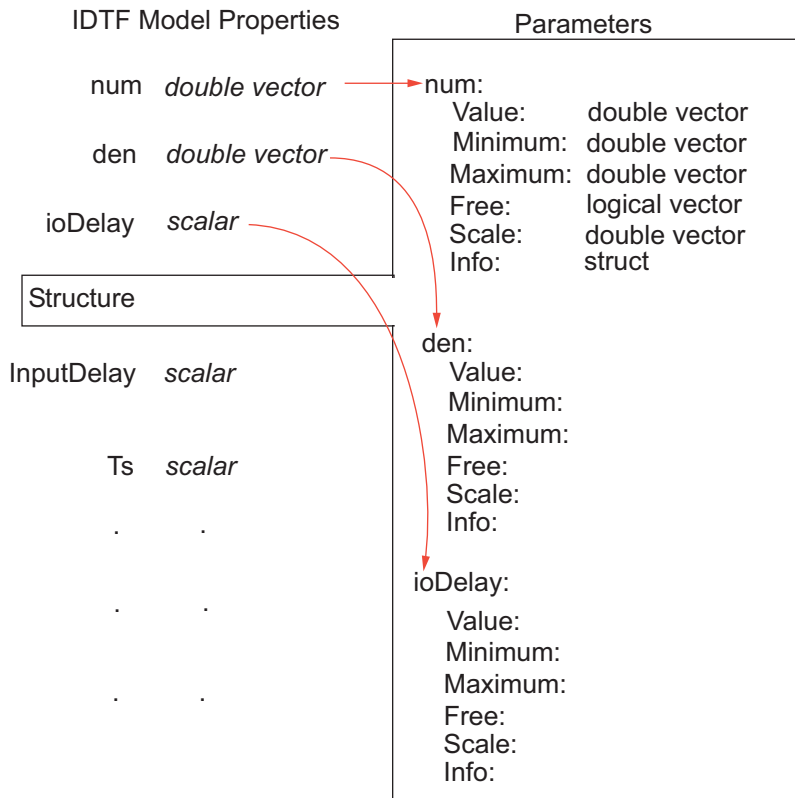 IDTF Model Properties
Parameters
num double vector
den double vector
ioDelay scalar
Structure
InputDelay scalar
Ts scalar
. .
. .
. .
num:
Value: double vector
Minimum: double vector
Maximum: double vector
Free: logical vector
Scale: double vector
Info: struct
den:
Value:
Minimum:
Maximum:
Free:
Scale:
Info:
ioDelay:
Value:
Minimum:
Maximum:
Free:
Scale:
Info: